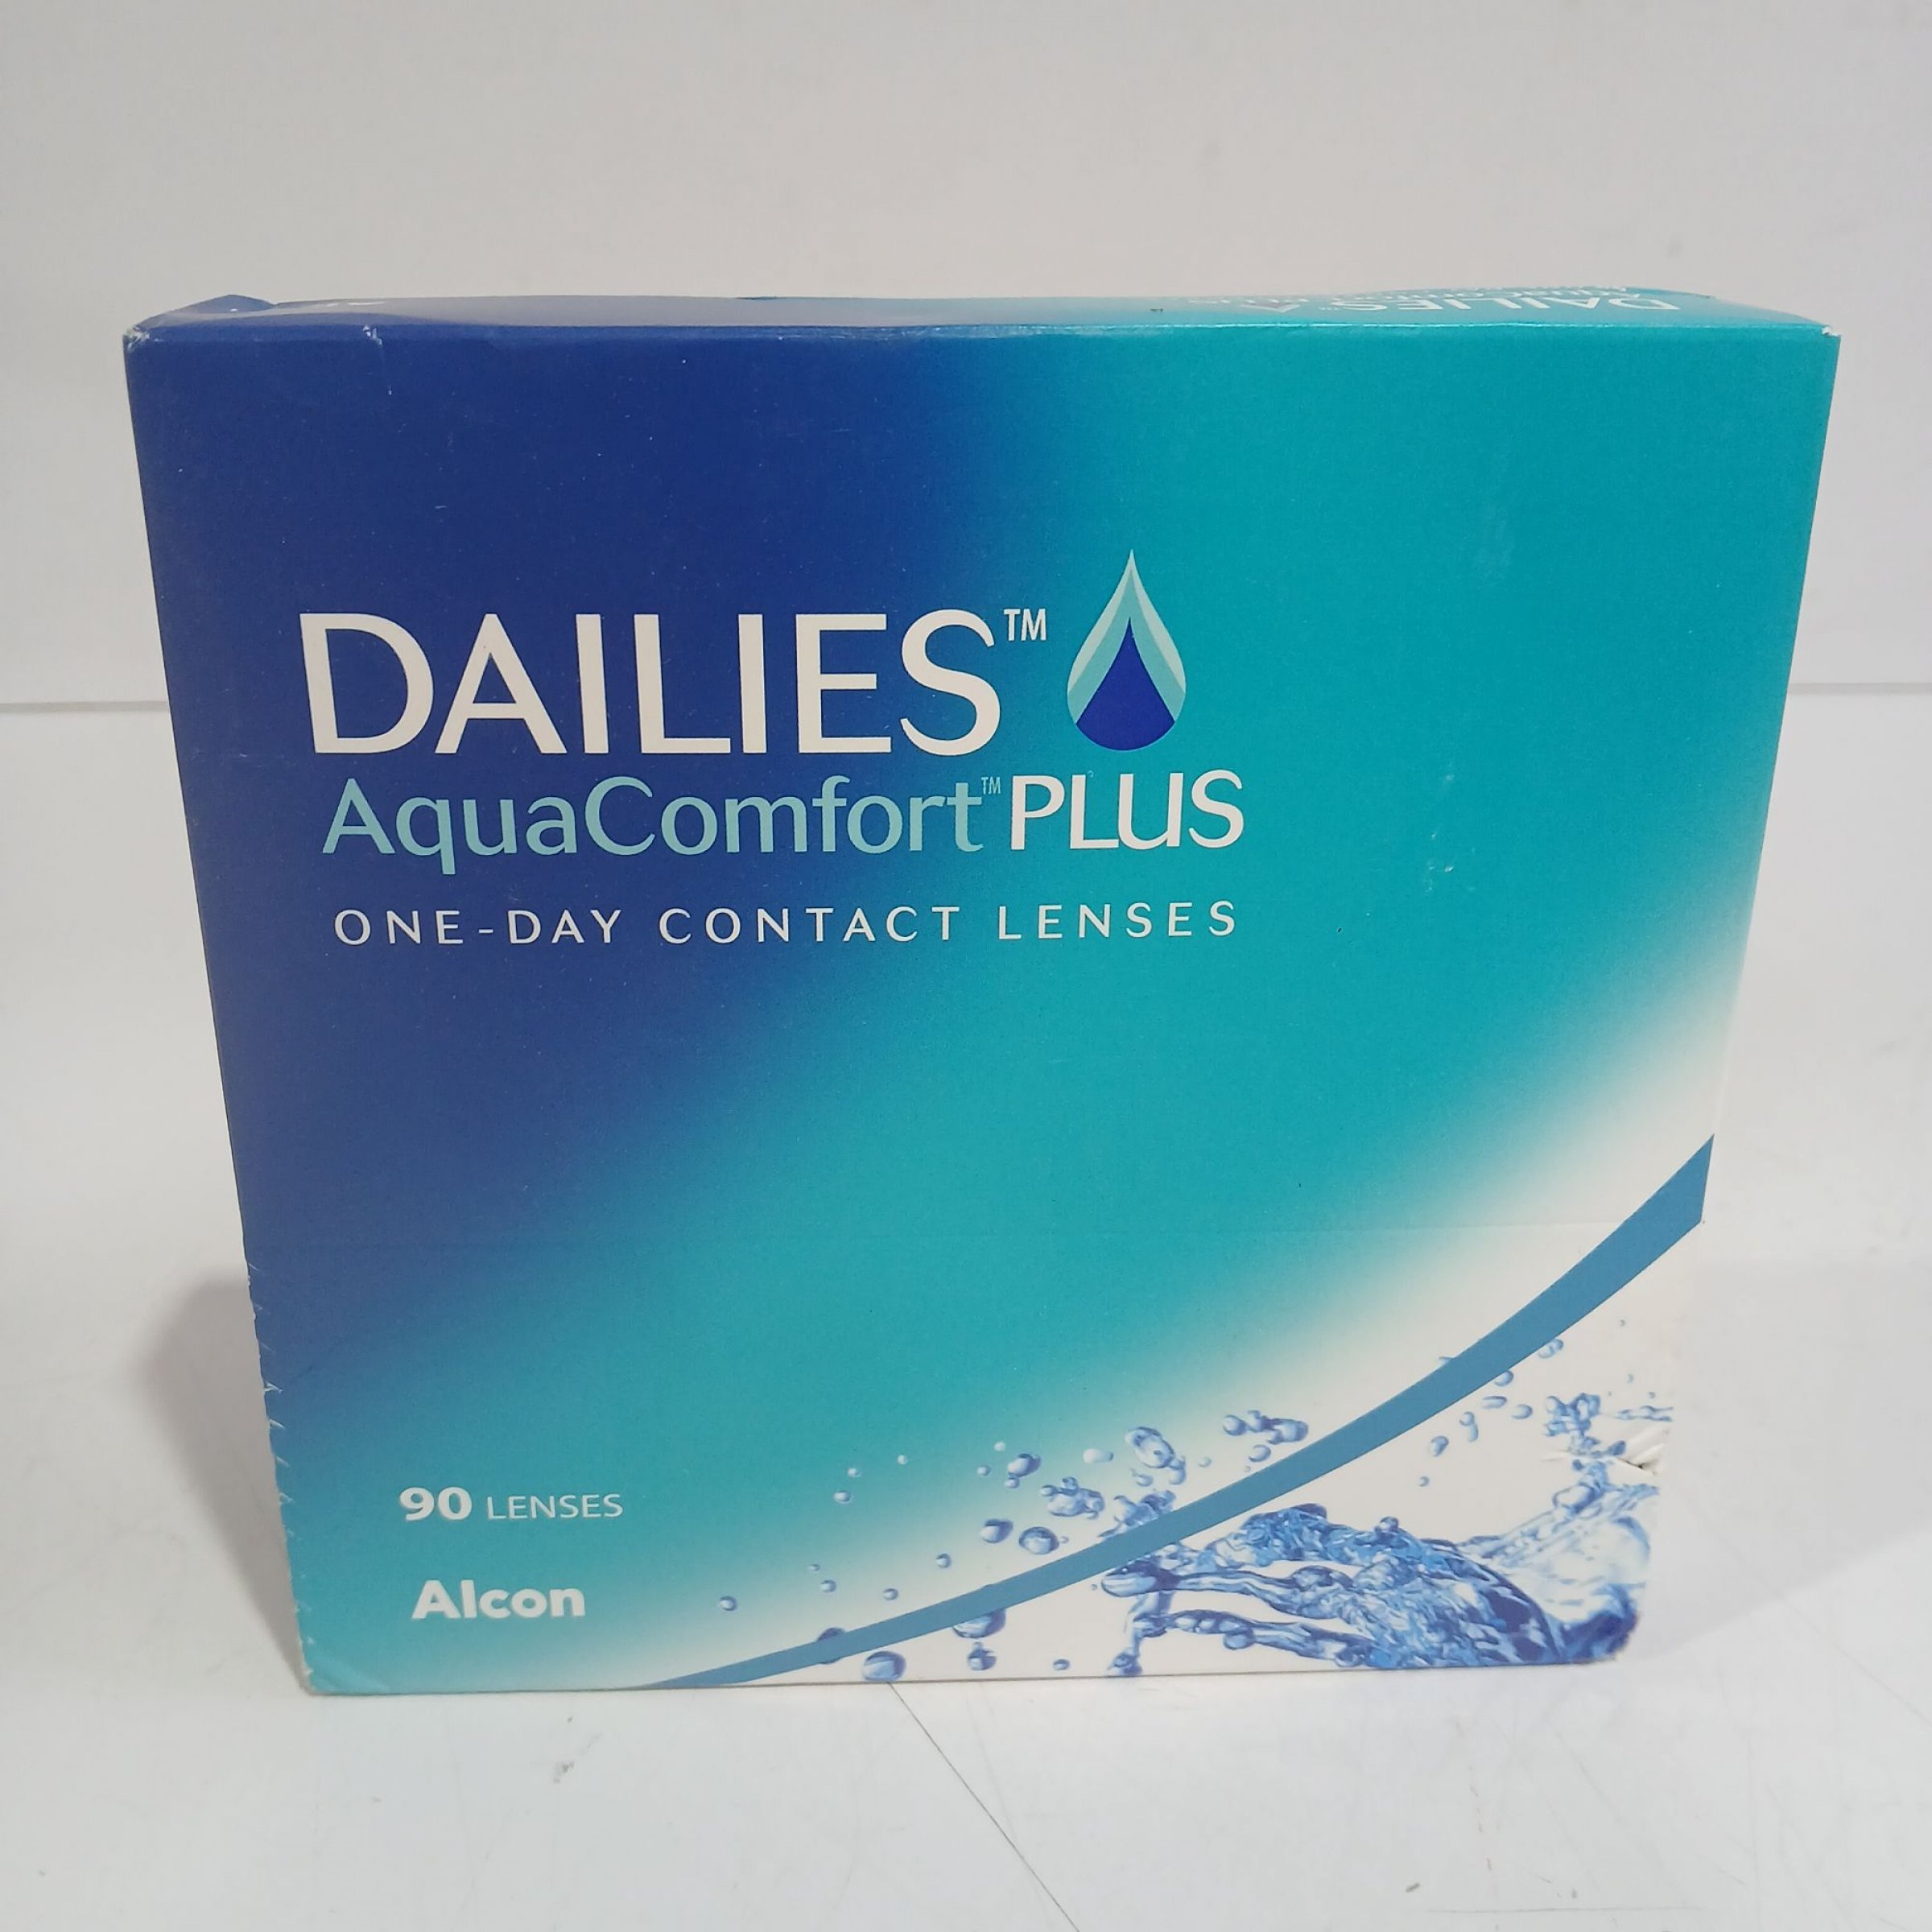 DAILIES™
AquaComfort™ PLUS
ONE-DAY CONTACT LENSES
90 LENSES
Alcon